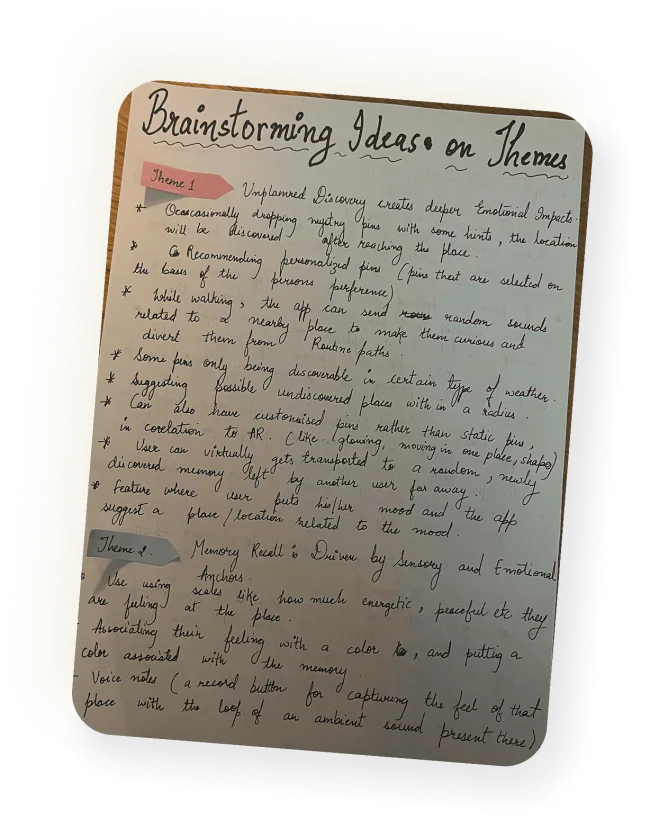 Brainstorming Ideas on Themes
Theme 1
Unplanned Discovery creates deeper Emotional Impacts.
* Ocassasionally dropping mystry pins with some hints, the location
will be discovered after reaching the place.
* Recommending personalized pins (pins that are selected on
the bases of the persons perference)
* While walking, the app can send random sounds
related to a nearby place to make them curious and
divert them from Routine paths.
* Some pins only being discoverable in certain type of weather.
* Suggesting possible undiscovered places with in a radius.
* Can also have customised pins rather than static pins,
in corelation to AR. (like glowing, moving in one place, shape)
* User can virtually gets transported to a random, newly
discovered memory left by another user far away.
* Feature where user puts his/her mood and the app
suggest a place/location related to the mood.
Theme 2.
Memory Recall is Driven by Sensory and Emotional
Anchors.
Use using scales like how much energetic, peaceful etc they
are feeling at the place.
- Associating their feeling with a color, and putting a
color associated with the memory.
- Voice notes (a record button for capturing the feel of that
place with the loop of an ambient sound present there)